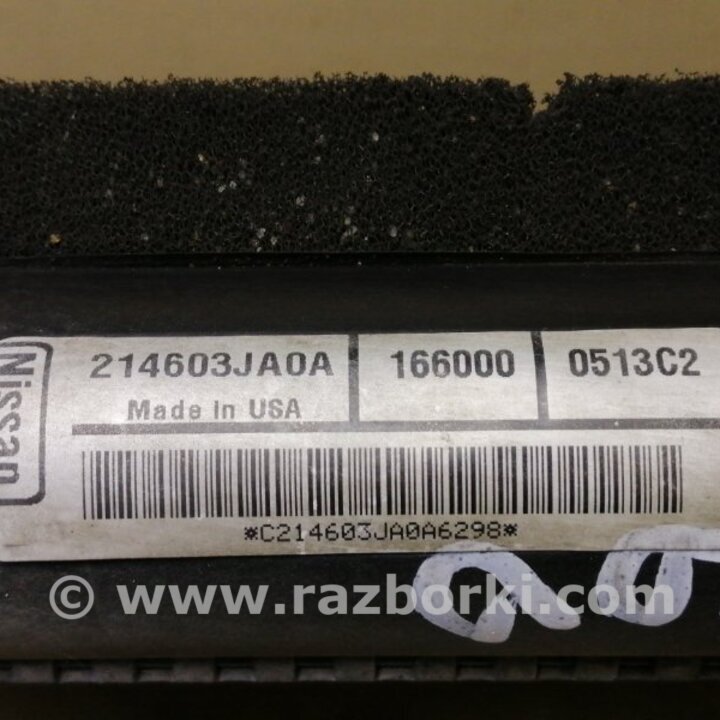 Nissan
214603JA0A 166000 0513C2
Made In USA
*C214603JA0A6298*
© www.razborki.com